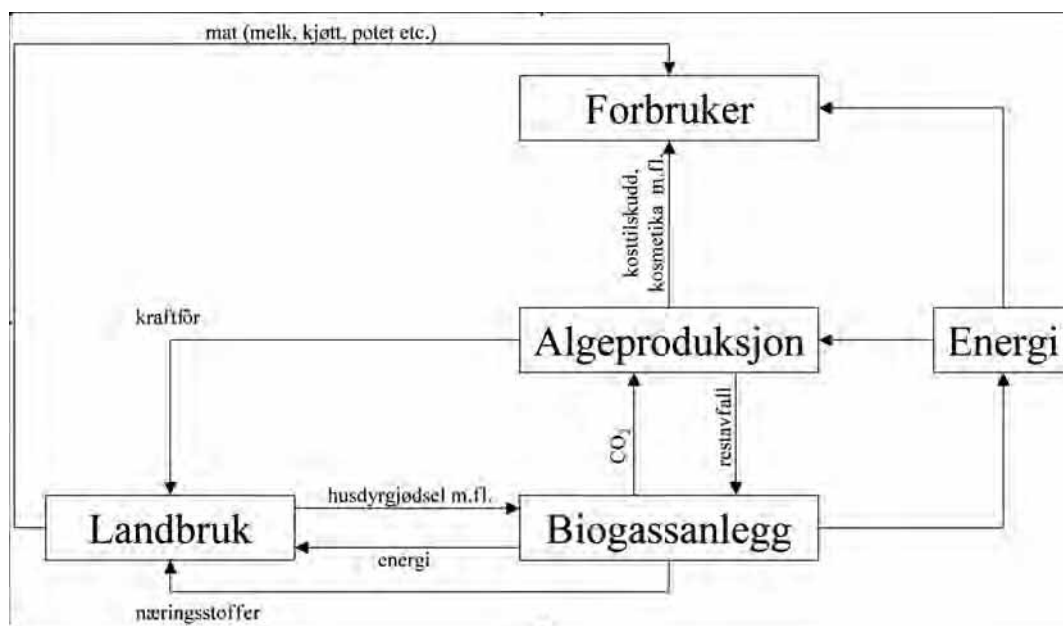 mat (melk, kjøtt, potet etc.)
Forbruker
kosttilskudd,
kosmetika m.fl.
kraftfôr
Algeproduksjon
Energi
CO2
restavfall
husdyrgjødsel m.fl.
Landbruk
Biogassanlegg
energi
næringsstoffer